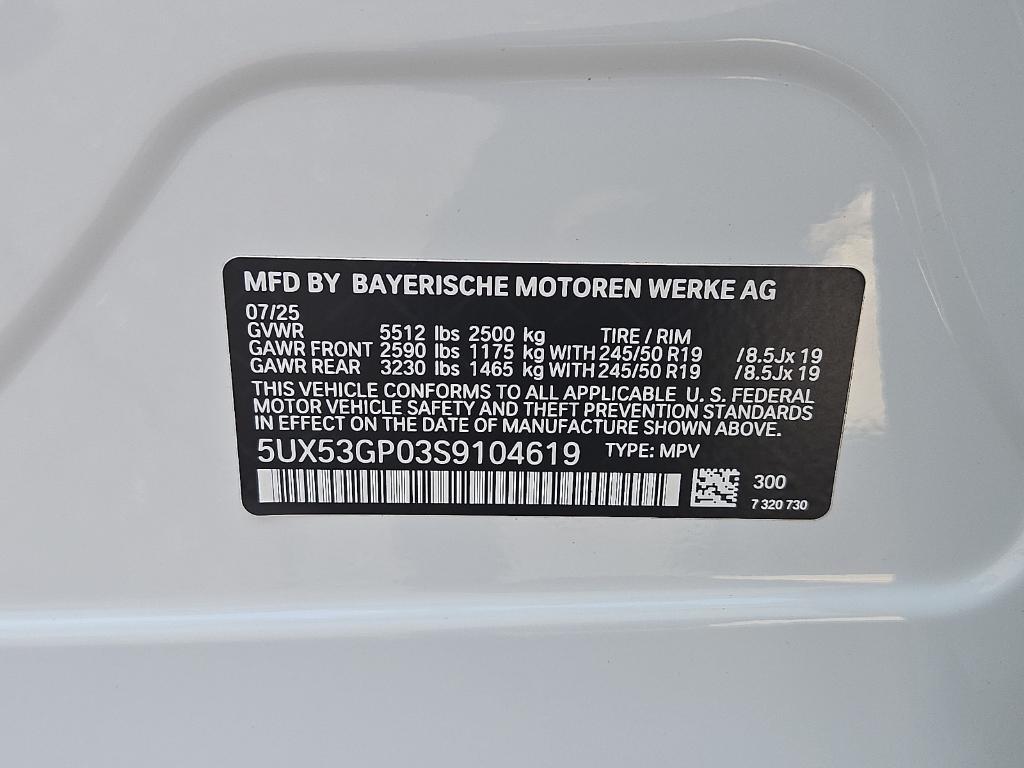 MFD BY BAYERISCHE MOTOREN WERKE AG
07/25
GVWR 5512 lbs 2500 kg TIRE / RIM
GAWR FRONT 2590 lbs 1175 kg WITH 245/50 R19 /8.5Jx 19
GAWR REAR 3230 lbs 1465 kg WITH 245/50 R19 /8.5Jx 19
THIS VEHICLE CONFORMS TO ALL APPLICABLE U. S. FEDERAL
MOTOR VEHICLE SAFETY AND THEFT PREVENTION STANDARDS
IN EFFECT ON THE DATE OF MANUFACTURE SHOWN ABOVE.
5UX53GP03S9104619 TYPE: MPV
300
7 320 730